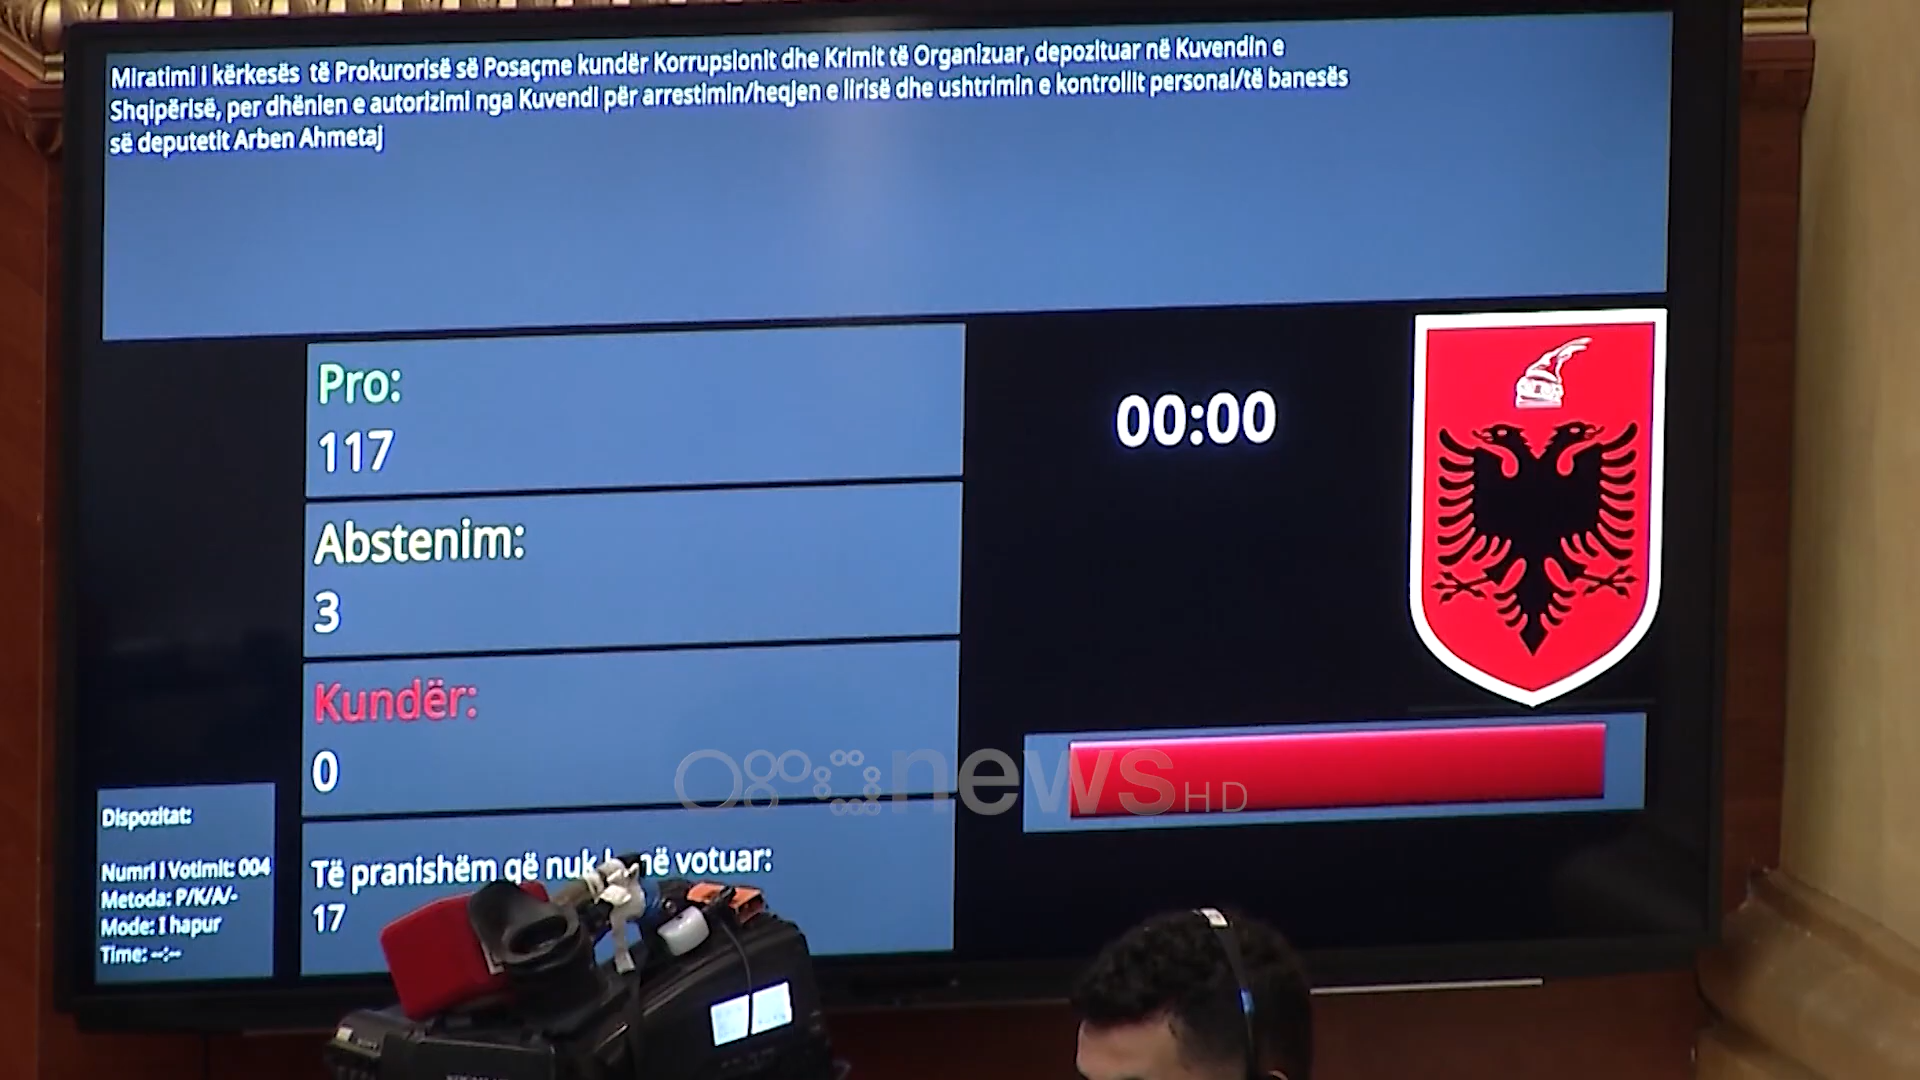 Miratimi i kërkesës të Prokurorisë së Posaçme kundër Korrupsionit dhe Krimit të Organizuar, depozituar në Kuvendin e
Shqipërisë, per dhënien e autorizimi nga Kuvendi për arrestimin/heqjen e lirisë dhe ushtrimin e kontrollit personal/të banesës
së deputetit Arben Ahmetaj
Pro:
117
00:00
Abstenim:
3
Kundër:
0
news HD
Dispozitat:
Numri i Votimit: 004
Metoda: P/K/A/-
Mode: I hapur
Time: --:--
Të pranishëm që nuk votuar:
17